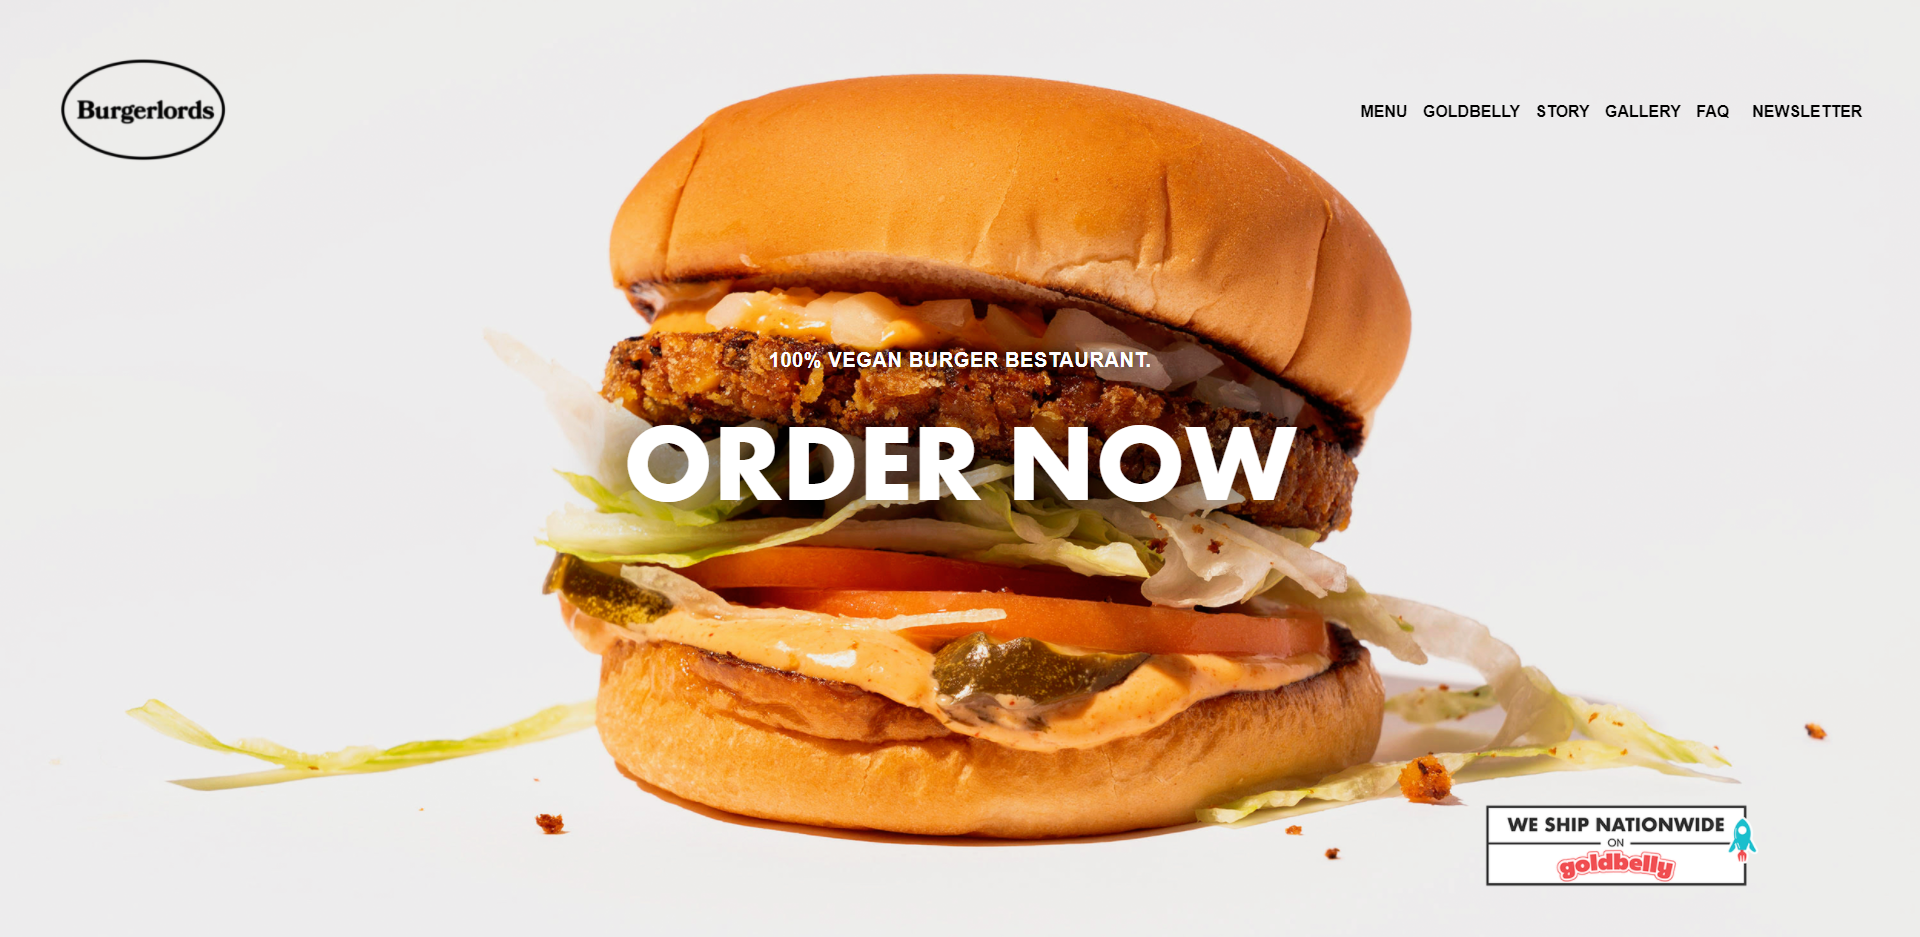 Burgerlords
MENU GOLDBELLY STORY GALLERY FAQ NEWSLETTER
100% VEGAN BURGER BESTAURANT.
ORDER NOW
WE SHIP NATIONWIDE
ON
goldbelly